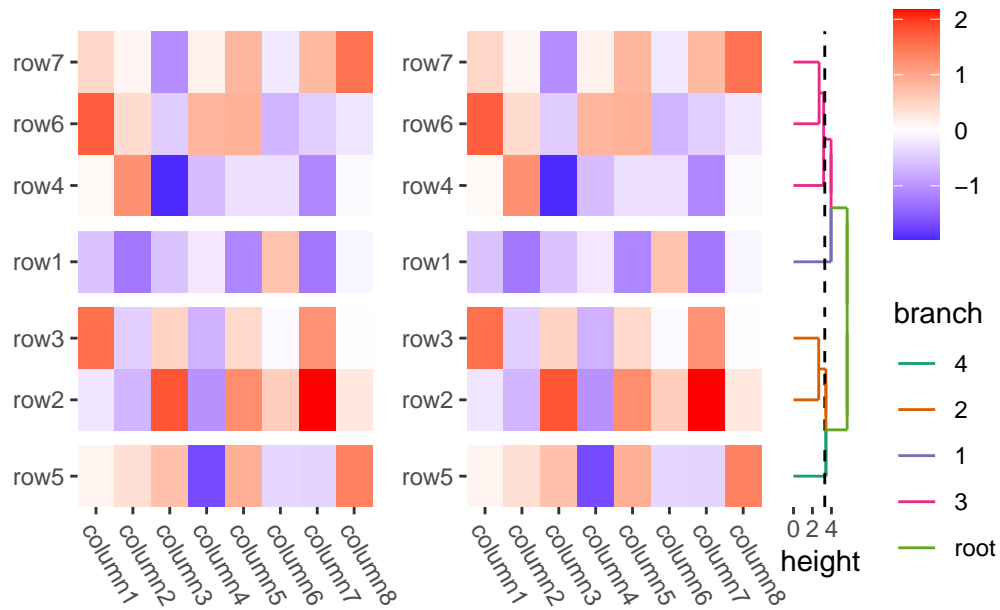 row7
row6
row4
row1
row3
row2
row5
column1
column2
column3
column4
column5
column6
column7
column8
row7
row6
row4
row1
row3
row2
row5
column1
column2
column3
column4
column5
column6
column7
column8
0 2 4
height
2
1
0
−1
branch
4
2
1
3
root